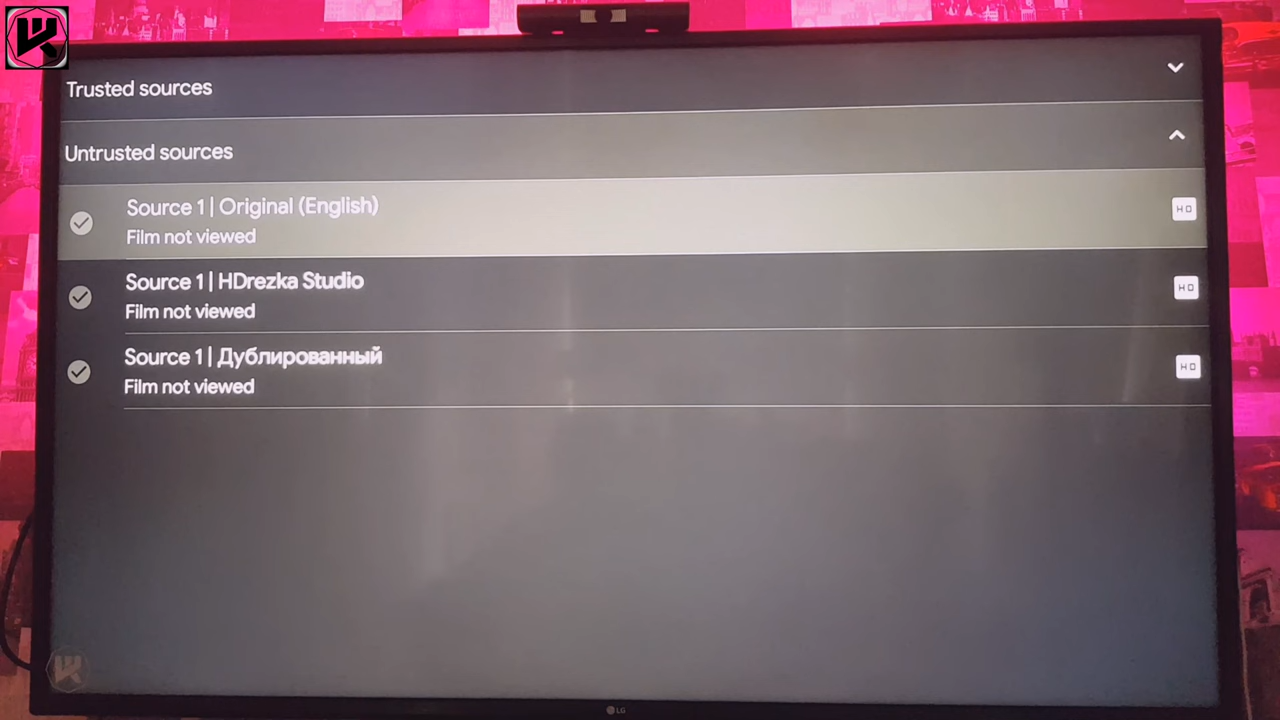 Trusted sources
Untrusted sources
Source 1 | Original (English)
HD
Film not viewed
Source 1 | HDrezka Studio
HD
Film not viewed
Source 1 | Дублированный
HD
Film not viewed
LG